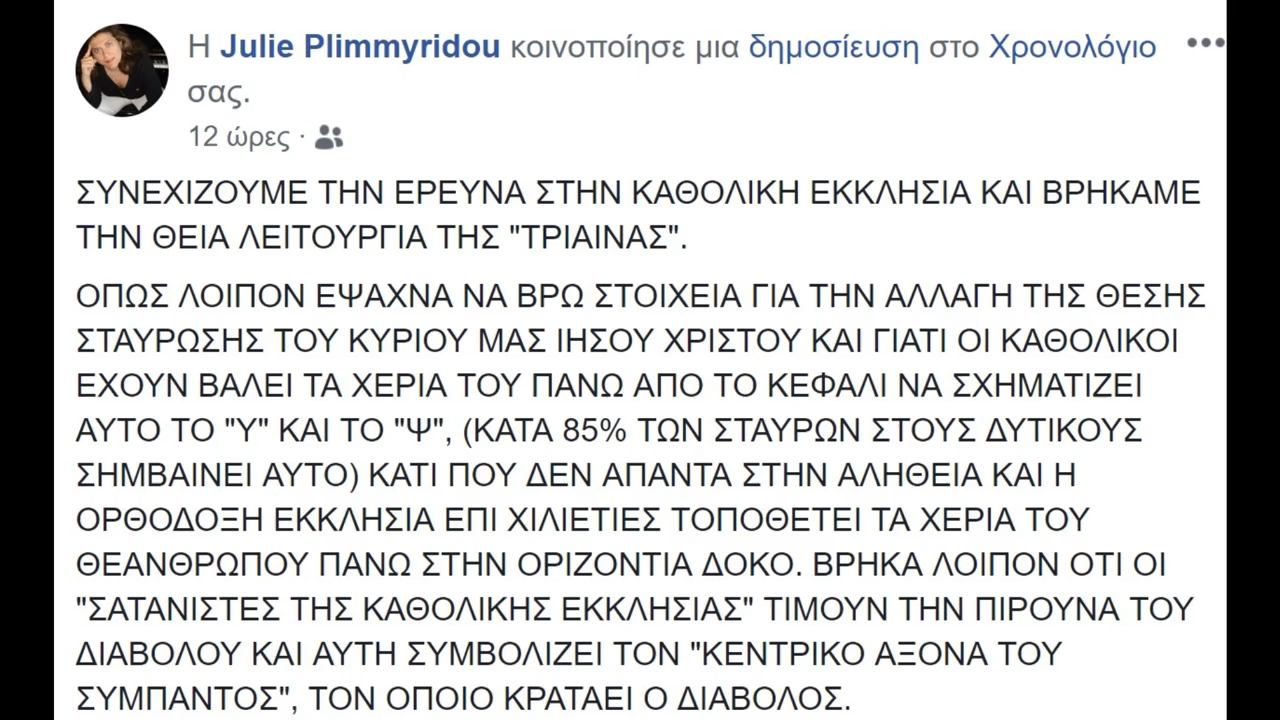 Η Julie Plimmyridou κοινοποίησε μια δημοσίευση στο Χρονολόγιο
σας.
12 ώρες ·
ΣΥΝΕΧΙΖΟΥΜΕ ΤΗΝ ΕΡΕΥΝΑ ΣΤΗΝ ΚΑΘΟΛΙΚΗ ΕΚΚΛΗΣΙΑ ΚΑΙ ΒΡΗΚΑΜΕ
ΤΗΝ ΘΕΙΑ ΛΕΙΤΟΥΡΓΙΑ ΤΗΣ "ΤΡΙΑΙΝΑΣ".
ΟΠΩΣ ΛΟΙΠΟΝ ΕΨΑΧΝΑ ΝΑ ΒΡΩ ΣΤΟΙΧΕΙΑ ΓΙΑ ΤΗΝ ΑΛΛΑΓΗ ΤΗΣ ΘΕΣΗΣ
ΣΤΑΥΡΩΣΗΣ ΤΟΥ ΚΥΡΙΟΥ ΜΑΣ ΙΗΣΟΥ ΧΡΙΣΤΟΥ ΚΑΙ ΓΙΑΤΙ ΟΙ ΚΑΘΟΛΙΚΟΙ
ΕΧΟΥΝ ΒΑΛΕΙ ΤΑ ΧΕΡΙΑ ΤΟΥ ΠΑΝΩ ΑΠΟ ΤΟ ΚΕΦΑΛΙ ΝΑ ΣΧΗΜΑΤΙΖΕΙ
ΑΥΤΟ ΤΟ "Υ" ΚΑΙ ΤΟ "Ψ", (ΚΑΤΑ 85% ΤΩΝ ΣΤΑΥΡΩΝ ΣΤΟΥΣ ΔΥΤΙΚΟΥΣ
ΣΗΜΒΑΙΝΕΙ ΑΥΤΟ) ΚΑΤΙ ΠΟΥ ΔΕΝ ΑΠΑΝΤΑ ΣΤΗΝ ΑΛΗΘΕΙΑ ΚΑΙ Η
ΟΡΘΟΔΟΞΗ ΕΚΚΛΗΣΙΑ ΕΠΙ ΧΙΛΙΕΤΙΕΣ ΤΟΠΟΘΕΤΕΙ ΤΑ ΧΕΡΙΑ ΤΟΥ
ΘΕΑΝΘΡΩΠΟΥ ΠΑΝΩ ΣΤΗΝ ΟΡΙΖΟΝΤΙΑ ΔΟΚΟ. ΒΡΗΚΑ ΛΟΙΠΟΝ ΟΤΙ ΟΙ
"ΣΑΤΑΝΙΣΤΕΣ ΤΗΣ ΚΑΘΟΛΙΚΗΣ ΕΚΚΛΗΣΙΑΣ" ΤΙΜΟΥΝ ΤΗΝ ΠΙΡΟΥΝΑ ΤΟΥ
ΔΙΑΒΟΛΟΥ ΚΑΙ ΑΥΤΗ ΣΥΜΒΟΛΙΖΕΙ ΤΟΝ "ΚΕΝΤΡΙΚΟ ΑΞΟΝΑ ΤΟΥ
ΣΥΜΠΑΝΤΟΣ", ΤΟΝ ΟΠΟΙΟ ΚΡΑΤΑΕΙ Ο ΔΙΑΒΟΛΟΣ.